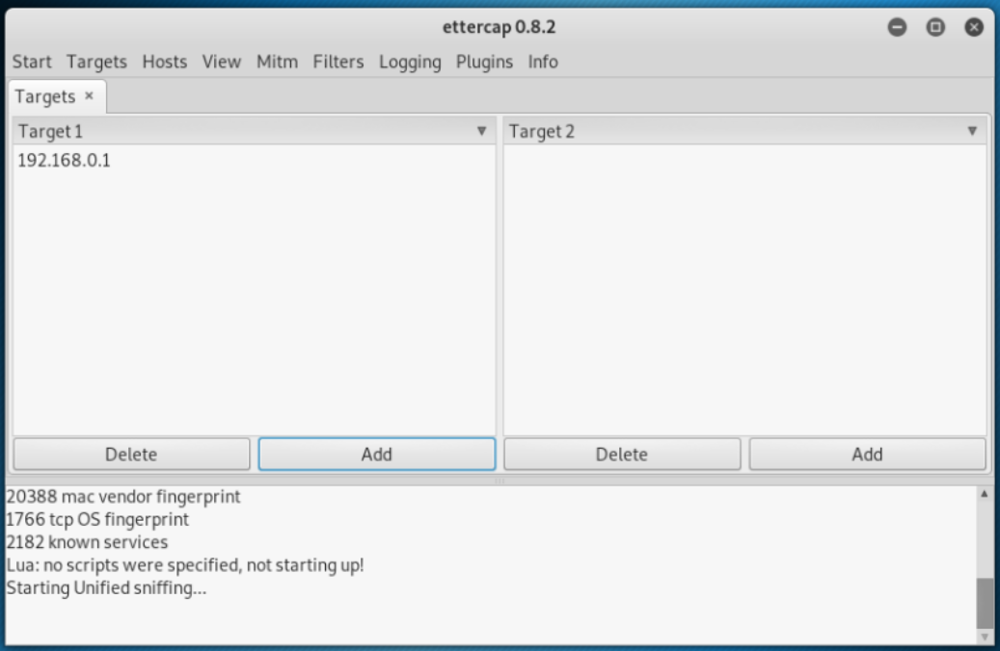 ettercap 0.8.2
Start Targets Hosts View Mitm Filters Logging Plugins Info
Targets ×
Target 1
Target 2
192.168.0.1
Delete Add Delete Add
20388 mac vendor fingerprint
1766 tcp OS fingerprint
2182 known services
Lua: no scripts were specified, not starting up!
Starting Unified sniffing...